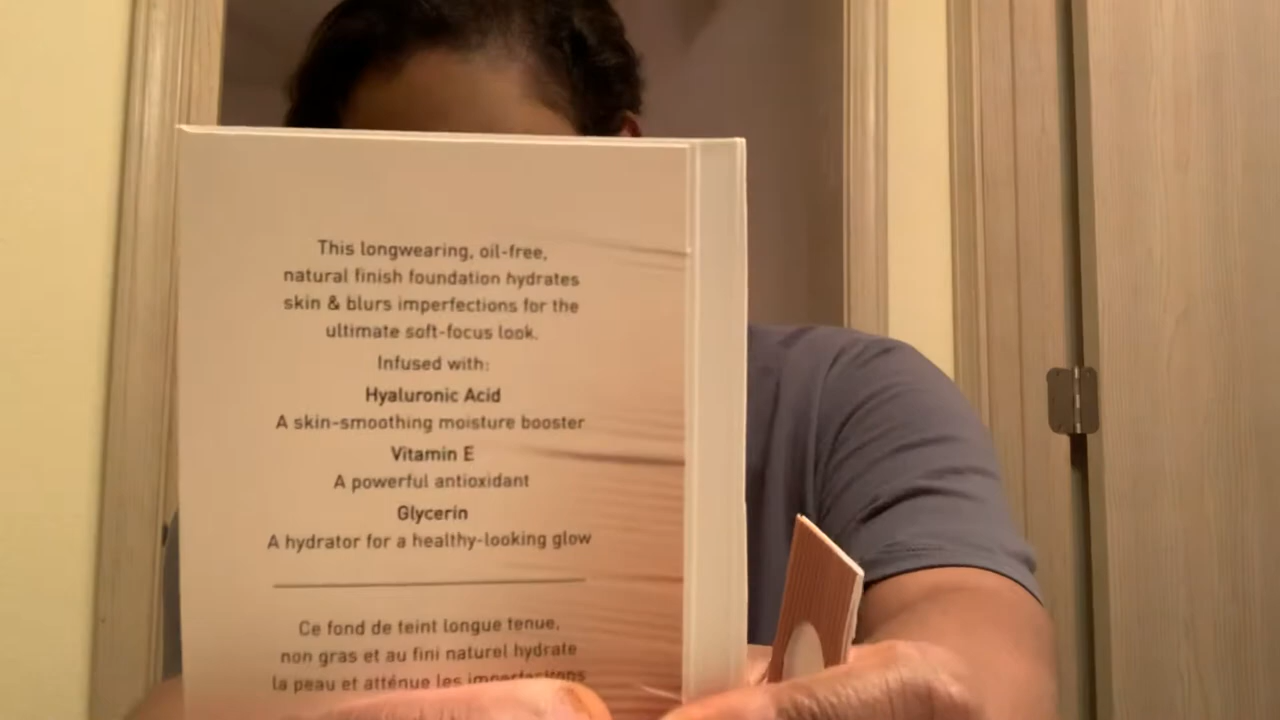 This longwearing, oil-free,
natural finish foundation hydrates
skin & blurs imperfections for the
ultimate soft-focus look.
Infused with:
Hyaluronic Acid
A skin-smoothing moisture booster
Vitamin E
A powerful antioxidant
Glycerin
A hydrator for a healthy-looking glow
Ce fond de teint longue tenue,
non gras et au fini naturel hydrate
la peau et atténue les imperfections